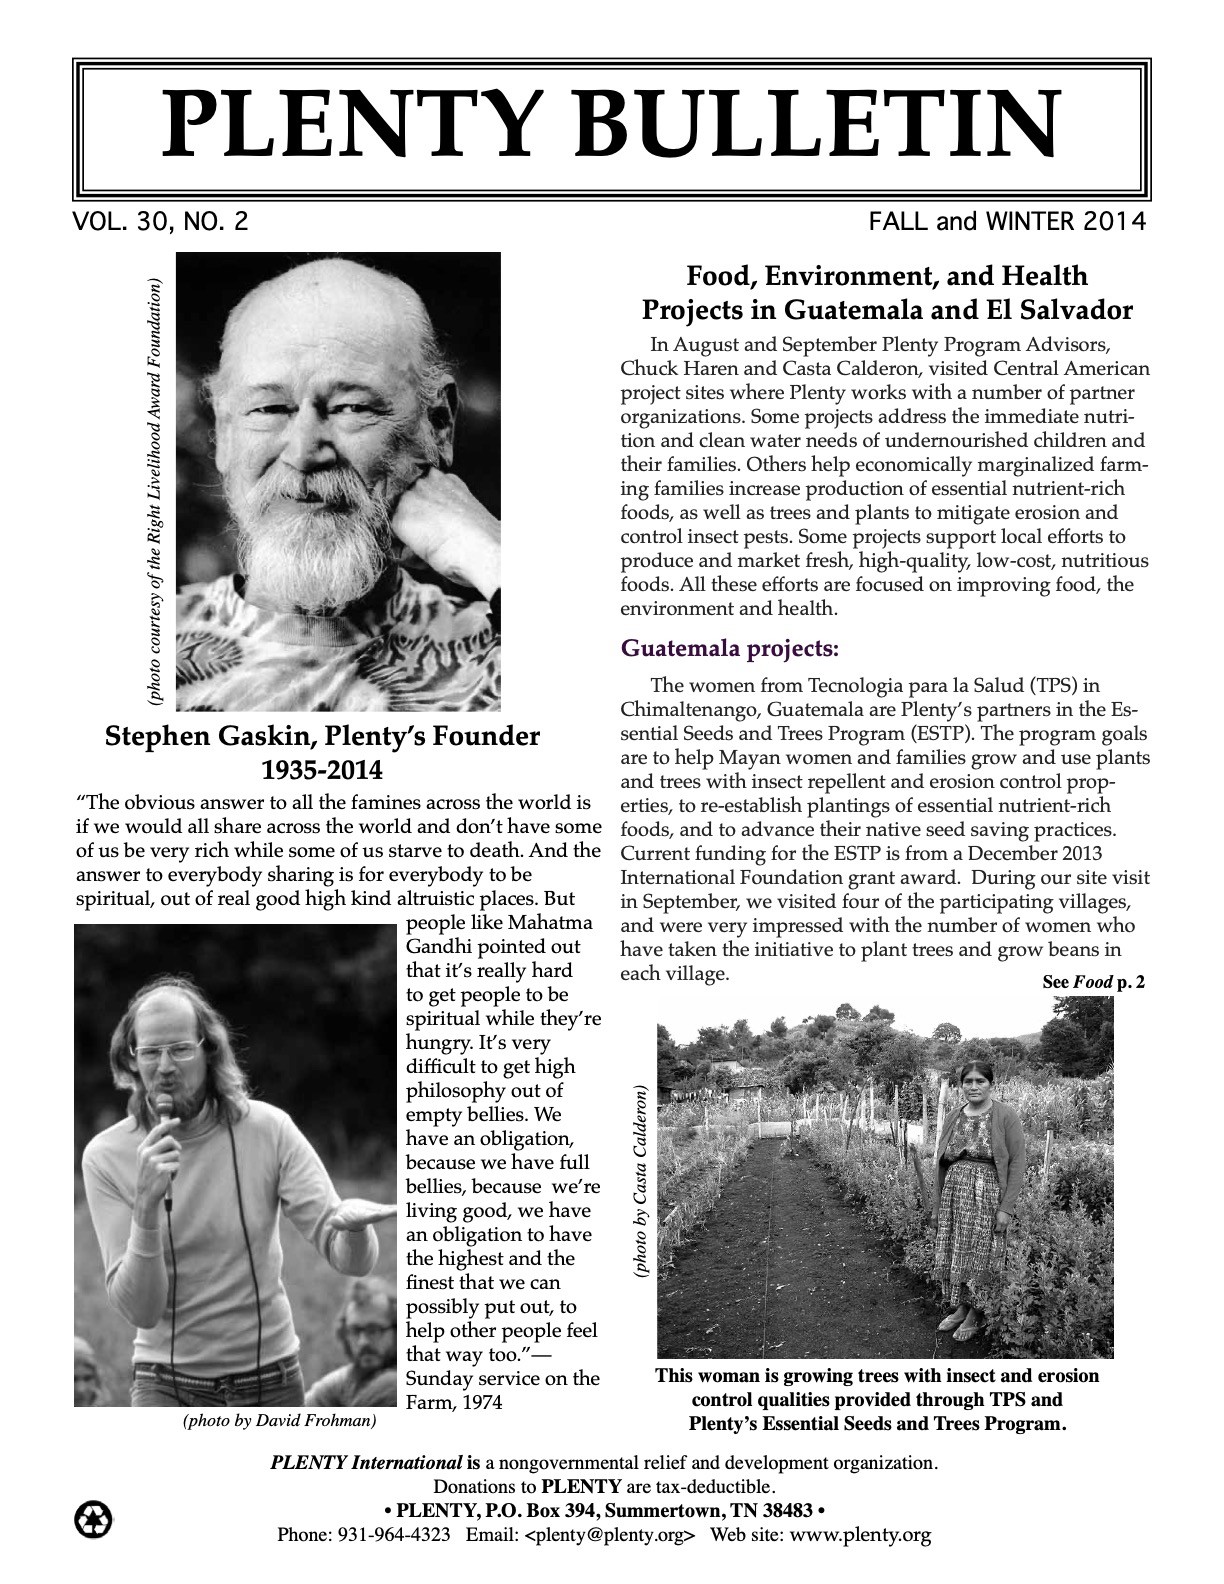 PLENTY BULLETIN
VOL. 30, NO. 2
FALL and WINTER 2014
(photo courtesy of the Right Livelihood Award Foundation)
Stephen Gaskin, Plenty's Founder
1935-2014
“The obvious answer to all the famines across the world is
if we would all share across the world and don't have some
of us be very rich while some of us starve to death. And the
answer to everybody sharing is for everybody to be
spiritual, out of real good high kind altruistic places. But
people like Mahatma
Gandhi pointed out
that it's really hard
to get people to be
spiritual while they're
hungry. It's very
difficult to get high
philosophy out of
empty bellies. We
have an obligation,
because we have full
bellies, because  we're
living good, we have
an obligation to have
the highest and the
finest that we can
possibly put out, to
help other people feel
that way too.”—
Sunday service on the
Farm, 1974
(photo by David Frohman)
Food, Environment, and Health
Projects in Guatemala and El Salvador
In August and September Plenty Program Advisors,
Chuck Haren and Casta Calderon, visited Central American
project sites where Plenty works with a number of partner
organizations. Some projects address the immediate nutri-
tion and clean water needs of undernourished children and
their families. Others help economically marginalized farm-
ing families increase production of essential nutrient-rich
foods, as well as trees and plants to mitigate erosion and
control insect pests. Some projects support local efforts to
produce and market fresh, high-quality, low-cost, nutritious
foods. All these efforts are focused on improving food, the
environment and health.
Guatemala projects:
The women from Tecnologia para la Salud (TPS) in
Chimaltenango, Guatemala are Plenty's partners in the Es-
sential Seeds and Trees Program (ESTP). The program goals
are to help Mayan women and families grow and use plants
and trees with insect repellent and erosion control prop-
erties, to re-establish plantings of essential nutrient-rich
foods, and to advance their native seed saving practices.
Current funding for the ESTP is from a December 2013
International Foundation grant award.  During our site visit
in September, we visited four of the participating villages,
and were very impressed with the number of women who
have taken the initiative to plant trees and grow beans in
each village.
See Food p. 2
(photo by Casta Calderon)
This woman is growing trees with insect and erosion
control qualities provided through TPS and
Plenty's Essential Seeds and Trees Program.
PLENTY International is a nongovernmental relief and development organization.
Donations to PLENTY are tax-deductible.
• PLENTY, P.O. Box 394, Summertown, TN 38483 •
Phone: 931-964-4323   Email: <plenty@plenty.org>   Web site: www.plenty.org